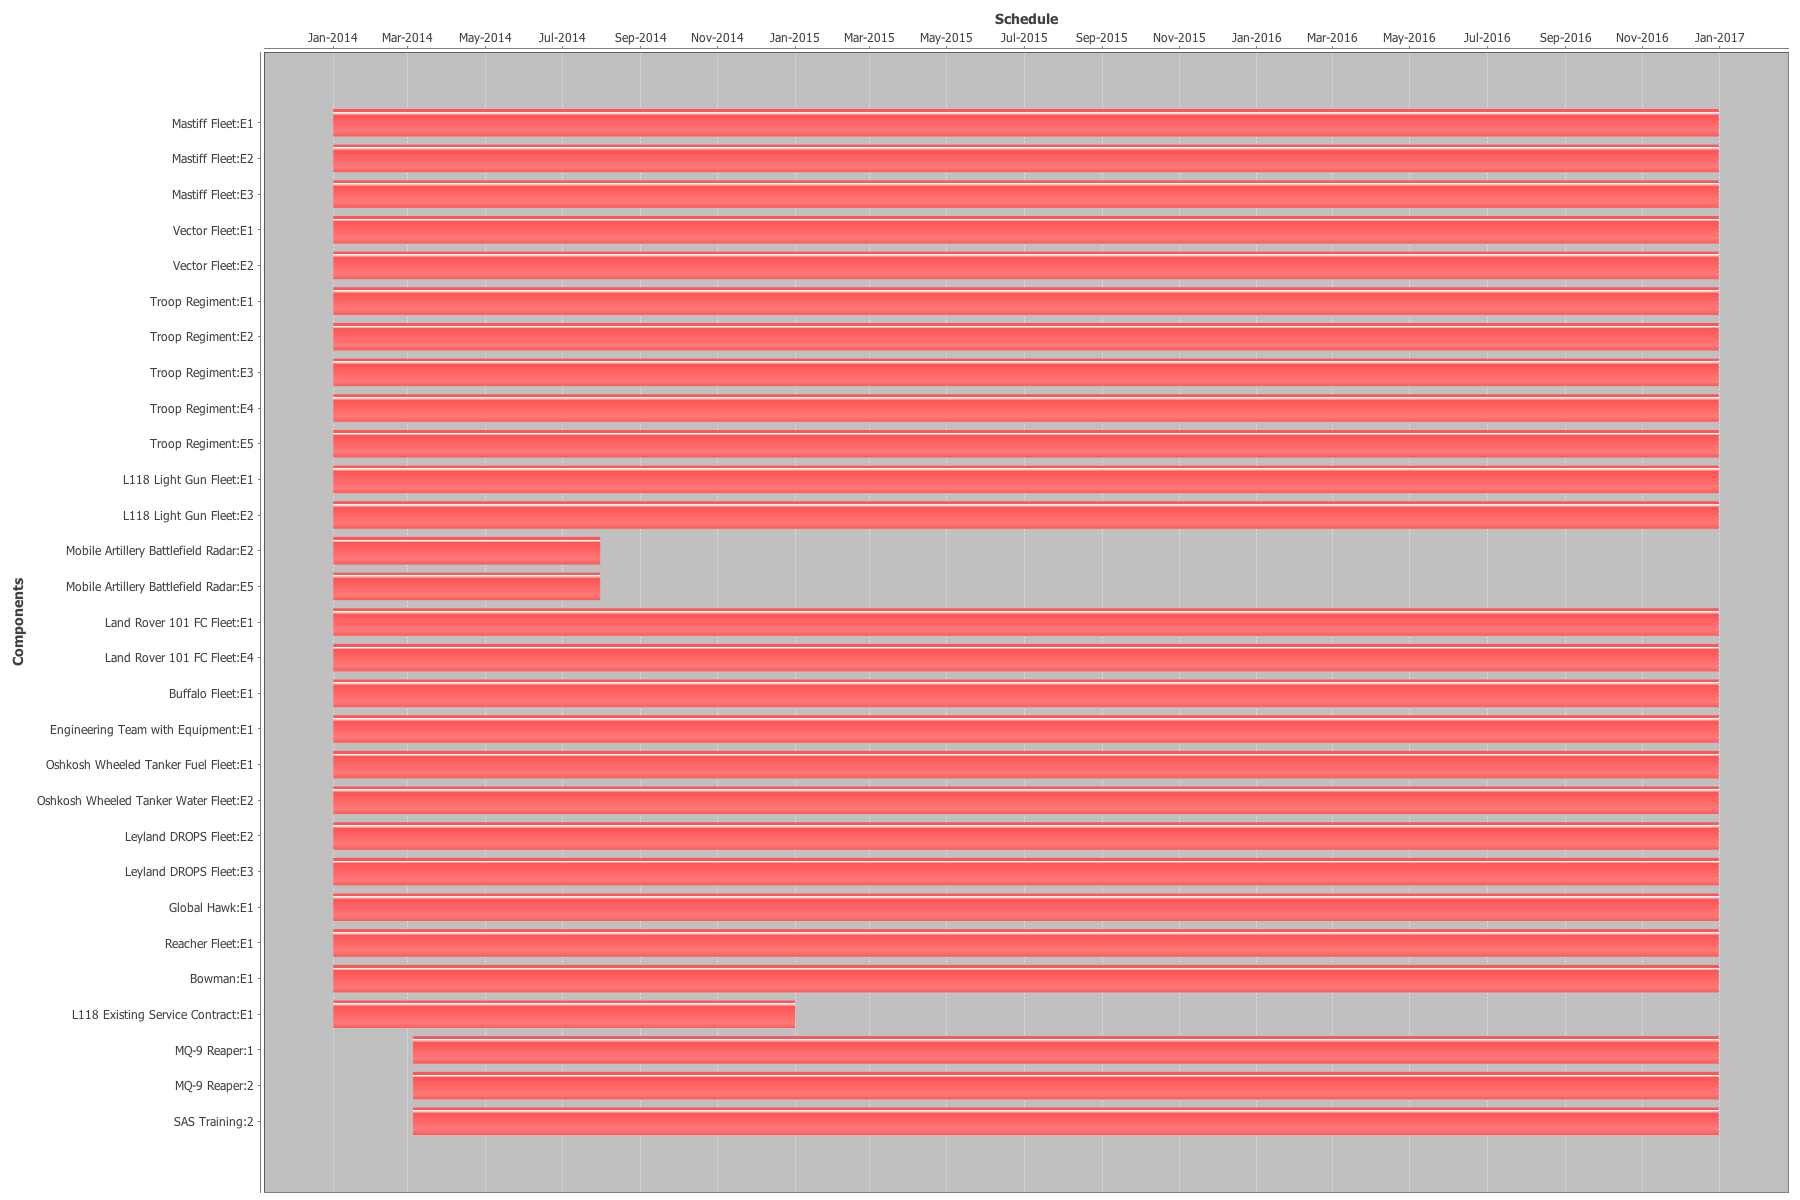 Schedule
Jan-2014 Mar-2014 May-2014 Jul-2014 Sep-2014 Nov-2014 Jan-2015 Mar-2015 May-2015 Jul-2015 Sep-2015 Nov-2015 Jan-2016 Mar-2016 May-2016 Jul-2016 Sep-2016 Nov-2016 Jan-2017
Components
Mastiff Fleet:E1
Mastiff Fleet:E2
Mastiff Fleet:E3
Vector Fleet:E1
Vector Fleet:E2
Troop Regiment:E1
Troop Regiment:E2
Troop Regiment:E3
Troop Regiment:E4
Troop Regiment:E5
L118 Light Gun Fleet:E1
L118 Light Gun Fleet:E2
Mobile Artillery Battlefield Radar:E2
Mobile Artillery Battlefield Radar:E5
Land Rover 101 FC Fleet:E1
Land Rover 101 FC Fleet:E4
Buffalo Fleet:E1
Engineering Team with Equipment:E1
Oshkosh Wheeled Tanker Fuel Fleet:E1
Oshkosh Wheeled Tanker Water Fleet:E2
Leyland DROPS Fleet:E2
Leyland DROPS Fleet:E3
Global Hawk:E1
Reacher Fleet:E1
Bowman:E1
L118 Existing Service Contract:E1
MQ-9 Reaper:1
MQ-9 Reaper:2
SAS Training:2